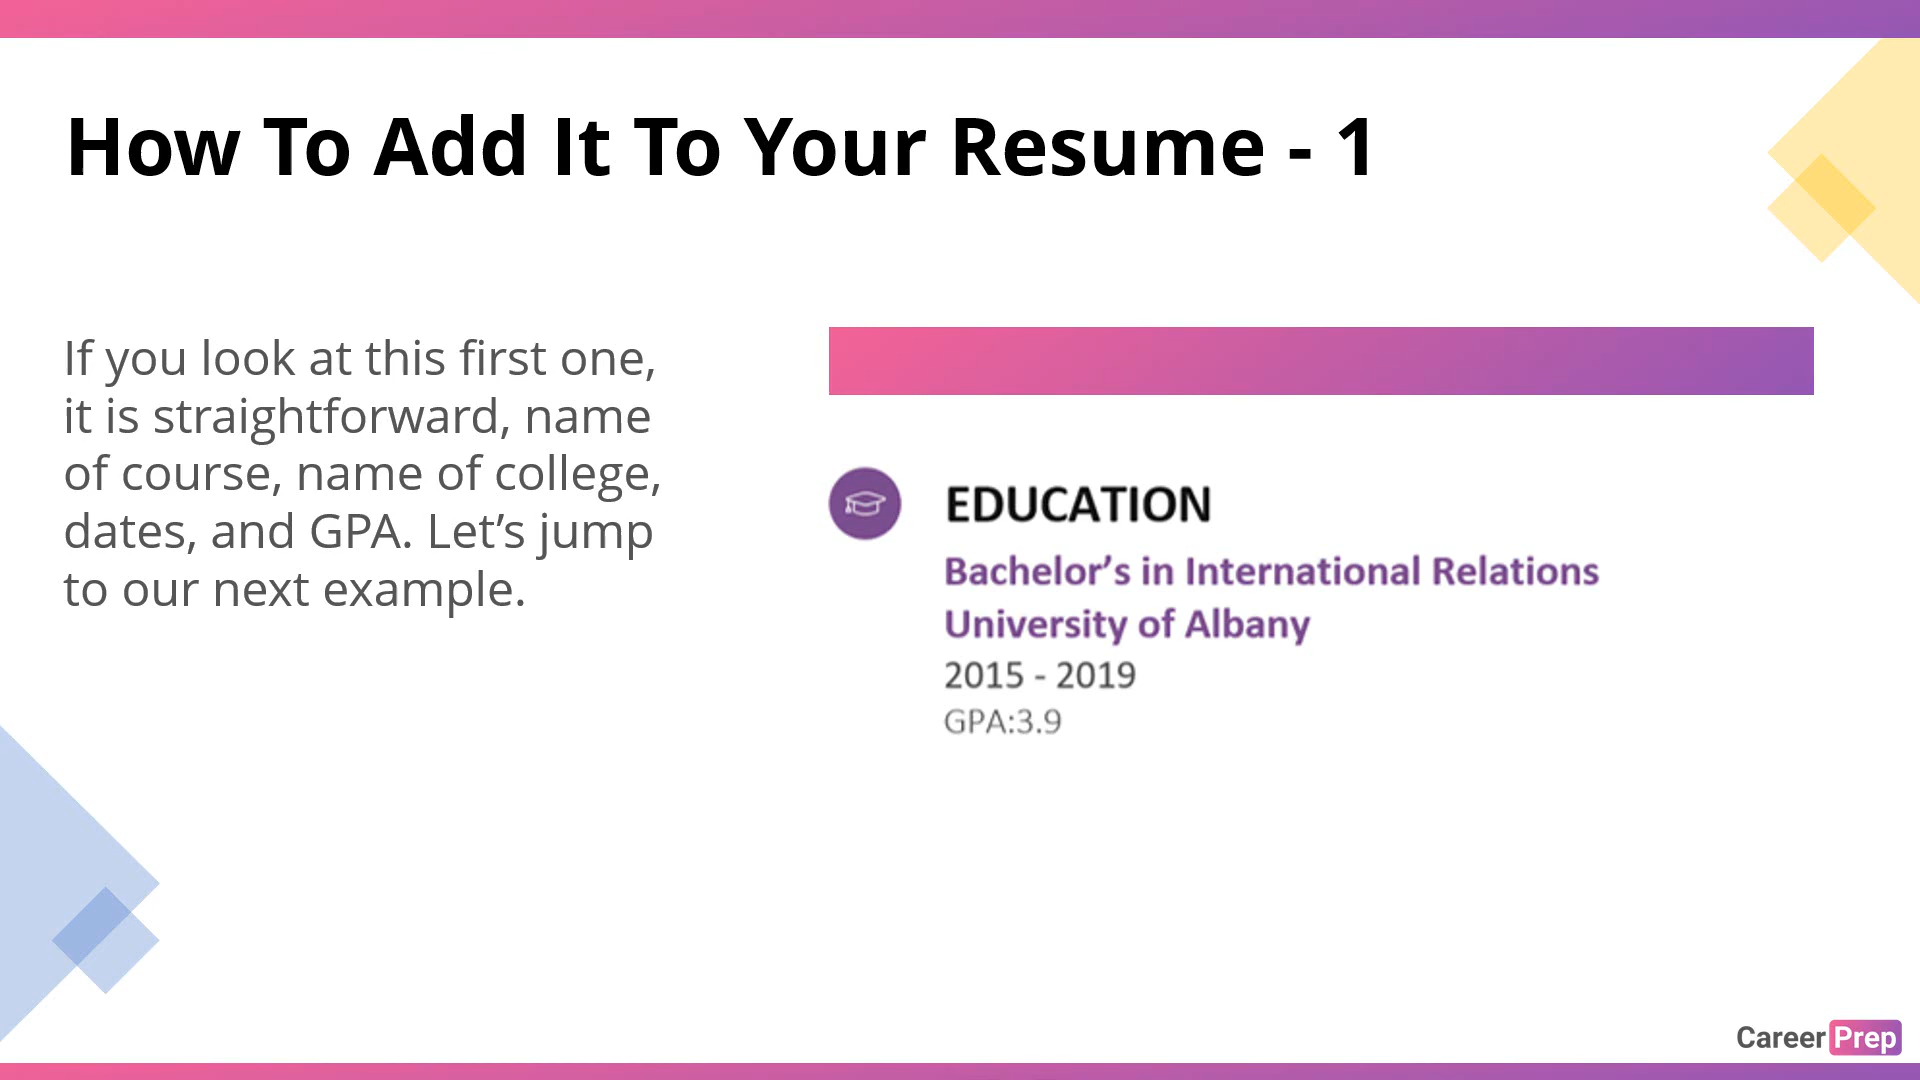 How To Add It To Your Resume - 1
If you look at this first one,
it is straightforward, name
of course, name of college,
dates, and GPA. Let’s jump
to our next example.
EDUCATION
Bachelor’s in International Relations
University of Albany
2015 - 2019
GPA:3.9
Career Prep